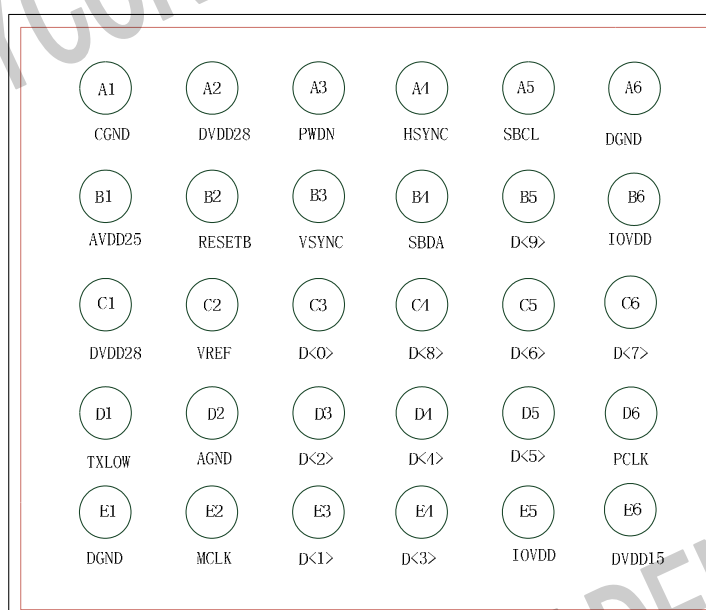 A1 A2 A3 A4 A5 A6
CGND DVDD28 PWDN HSYNC SBCL DGND
B1 B2 B3 B4 B5 B6
AVDD25 RESETB VSYNC SBDA D<9> IOVDD
C1 C2 C3 C4 C5 C6
DVDD28 VREF D<0> D<8> D<6> D<7>
D1 D2 D3 D4 D5 D6
TXLOW AGND D<2> D<4> D<5> PCLK
E1 E2 E3 E4 E5 E6
DGND MCLK D<1> D<3> IOVDD DVDD15